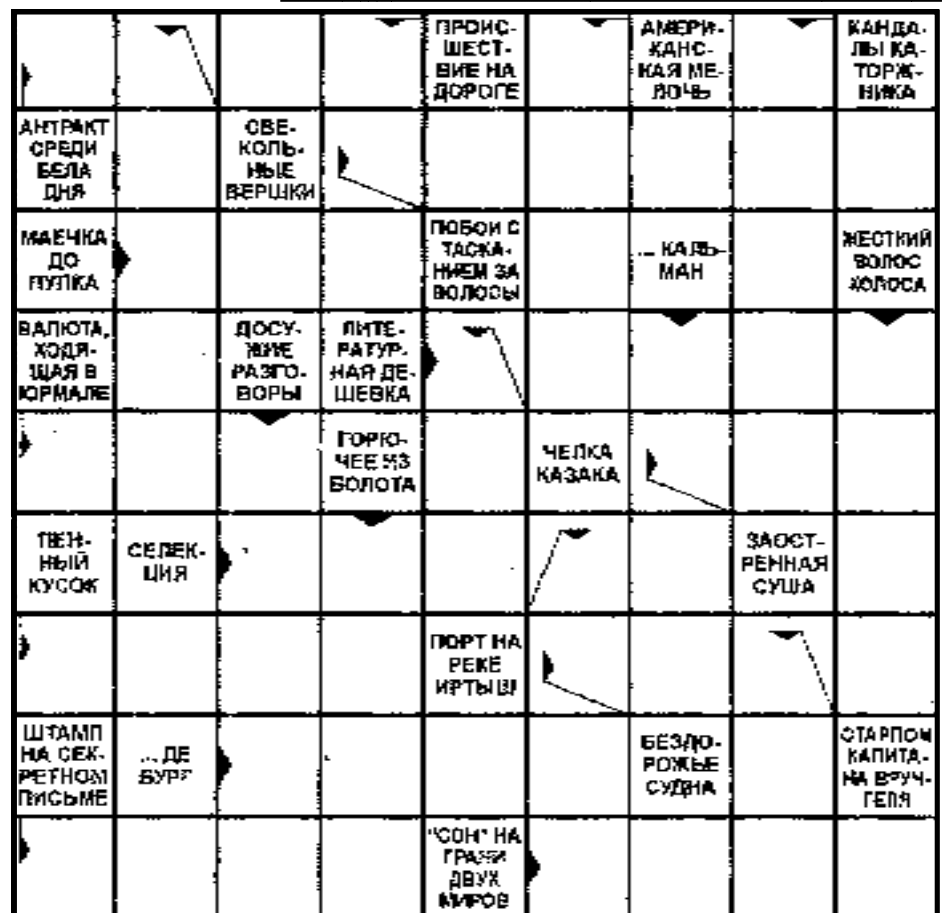 ПРОИС-
ШЕСТ-
ВИЕ НА
ДОРОГЕ
АМЕРИ-
КАНС-
КАЯ МЕ-
ЛОЧЬ
КАНДА-
ЛЫ КА-
ТОРЖ-
НИКА
АНТРАКТ
СРЕДИ
БЕЛА
ДНЯ
СВЕ-
КОЛЬ-
НЫЕ
ВЕРШКИ
МАЕЧКА
ДО
ПУПКА
ПОБОИ С
ТАСКА-
НИЕМ ЗА
ВОЛОСЫ
... КАЛЬ-
МАН
ЖЕСТКИЙ
ВОЛОС
КОЛОСА
ВАЛЮТА,
ХОДЯ-
ЩАЯ В
ЮРМАЛЕ
ДОСУ-
ЖИЕ
РАЗГО-
ВОРЫ
ЛИТЕ-
РАТУР-
НАЯ ДЕ-
ШЕВКА
ГОРЮ-
ЧЕЕ ИЗ
БОЛОТА
ЧЕЛКА
КАЗАКА
ПЕН-
НЫЙ
КУСОК
СЕЛЕК-
ЦИЯ
ЗАОСТ-
РЕННАЯ
СУША
ПОРТ НА
РЕКЕ
ИРТЫШ
ШТАМП
НА СЕК-
РЕТНОМ
ПИСЬМЕ
... ДЕ
БУРГ
БЕЗДО-
РОЖЬЕ
СУДНА
СТАРПОМ
КАПИТА-
НА ВРУН-
ГЕЛЯ
"СОН" НА
ГРАНИ
ДВУХ
МИРОВ